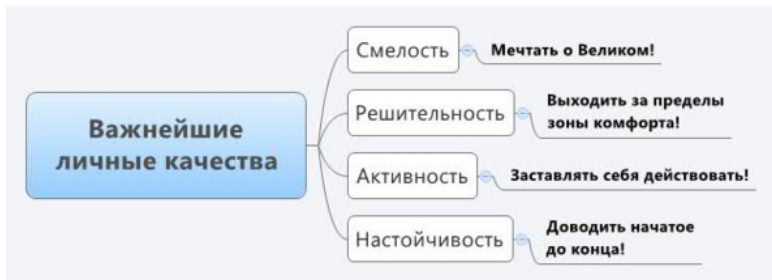 Важнейшие
личные качества
Смелость
Мечтать о Великом!
Решительность
Выходить за пределы
зоны комфорта!
Активность
Заставлять себя действовать!
Настойчивость
Доводить начатое
до конца!